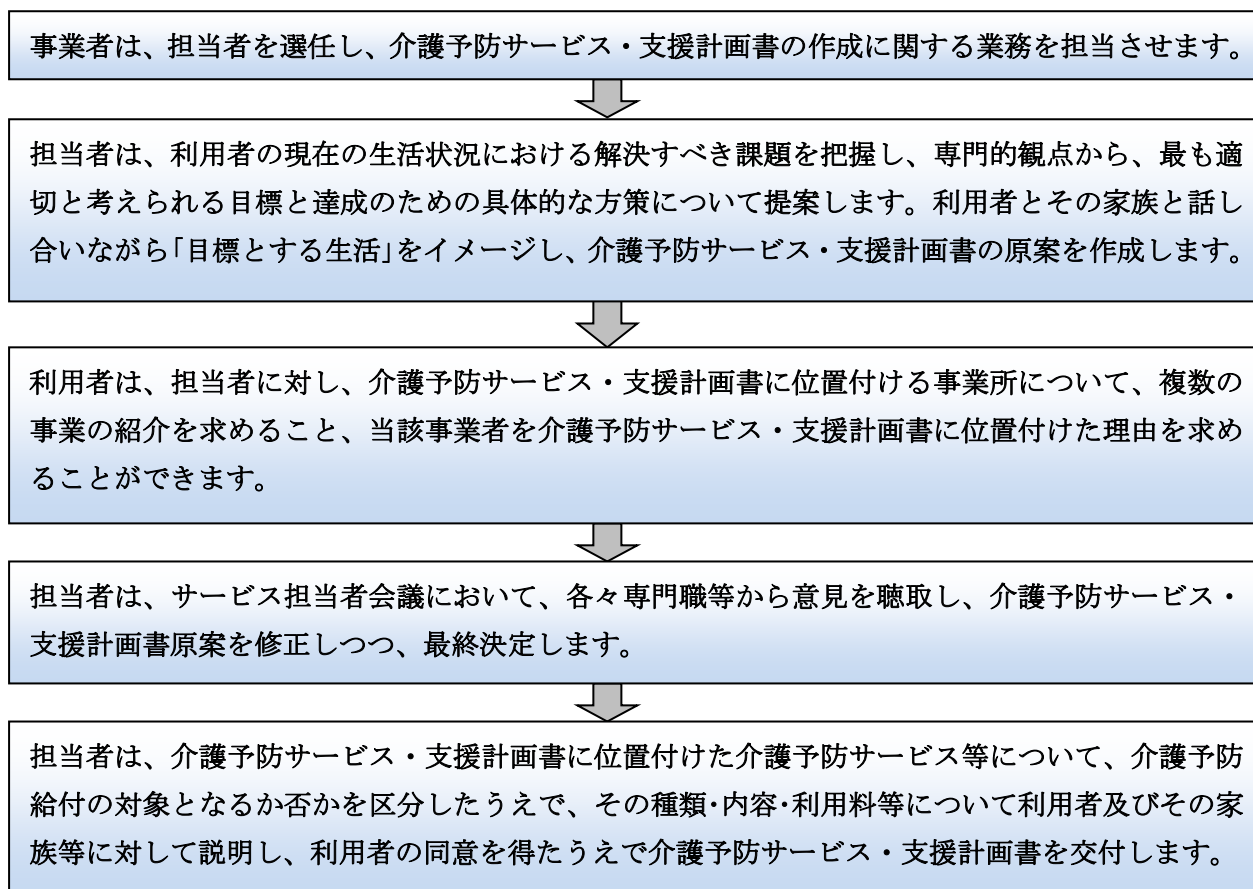 事業者は、担当者を選任し、介護予防サービス・支援計画書の作成に関する業務を担当させます。
担当者は、利用者の現在の生活状況における解決すべき課題を把握し、専門的観点から、最も適
切と考えられる目標と達成のための具体的な方策について提案します。利用者とその家族と話し
合いながら｢目標とする生活｣をイメージし、介護予防サービス・支援計画書の原案を作成します。
利用者は、担当者に対し、介護予防サービス・支援計画書に位置付ける事業所について、複数の
事業の紹介を求めること、当該事業者を介護予防サービス・支援計画書に位置付けた理由を求め
ることができます。
担当者は、サービス担当者会議において、各々専門職等から意見を聴取し、介護予防サービス・
支援計画書原案を修正しつつ、最終決定します。
担当者は、介護予防サービス・支援計画書に位置付けた介護予防サービス等について、介護予防
給付の対象となるか否かを区分したうえで、その種類･内容･利用料等について利用者及びその家
族等に対して説明し、利用者の同意を得たうえで介護予防サービス・支援計画書を交付します。